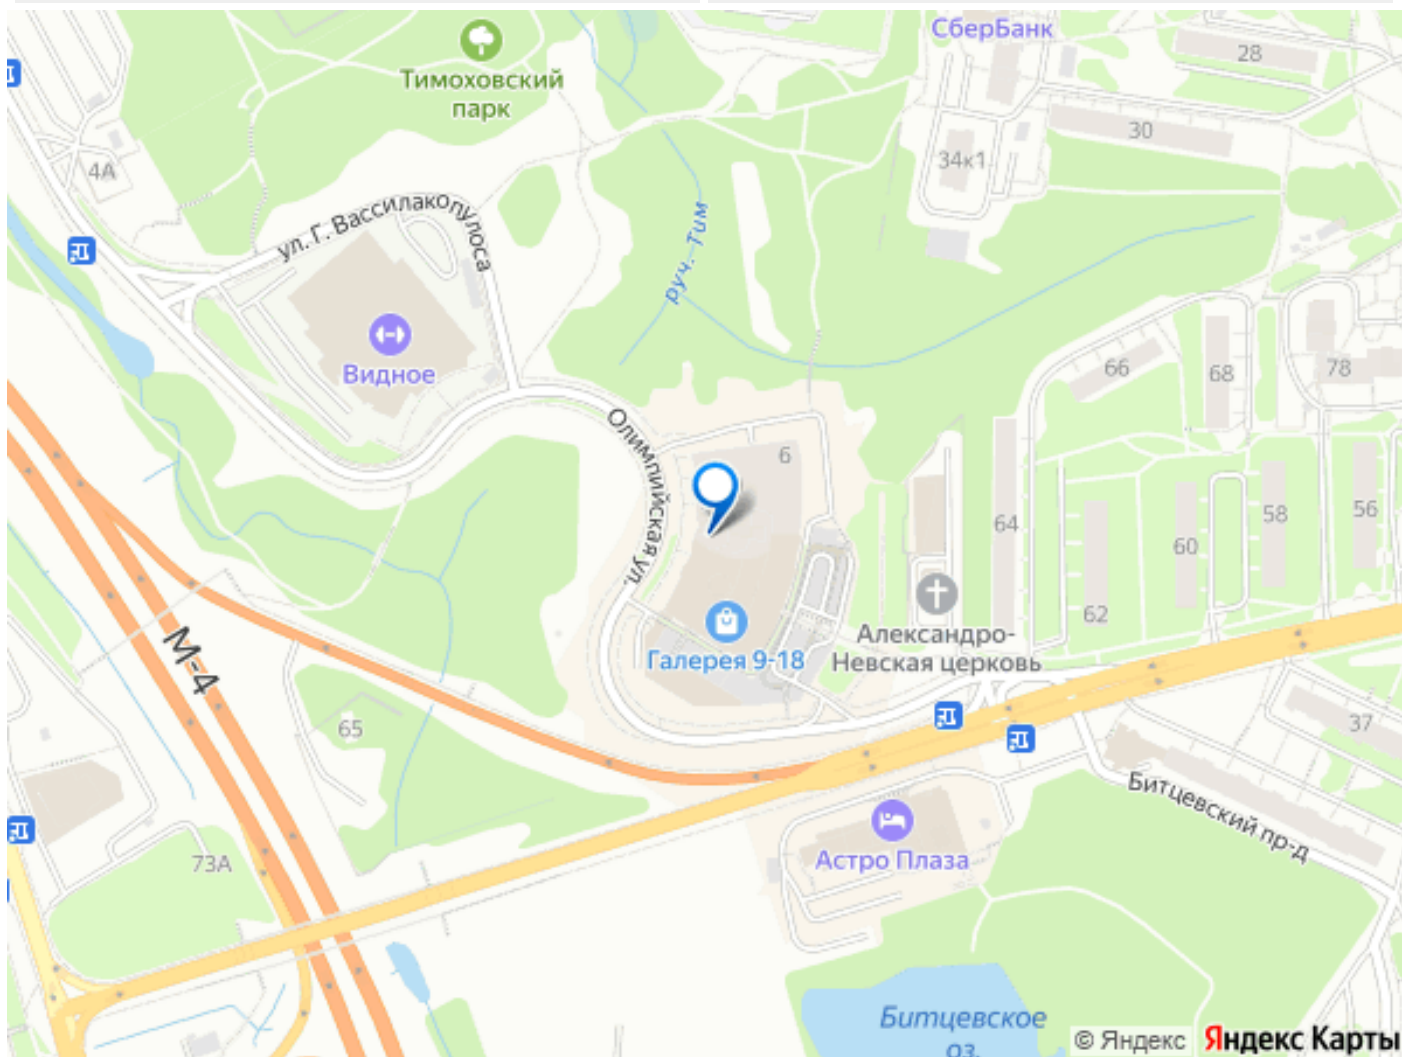 СберБанк
28
Тимоховский
парк
30
34к1
4А
ул. Г. Вассилакопулоса
руч. Тим
Видное
66
68
78
Олимпийская ул.
6
64
60
58
56
62
Галерея 9-18
Александро-
Невская церковь
М-4
65
37
Битцевский пр-д
73А
Астро Плаза
Битцевское
оз.
© Яндекс Яндекс Карты